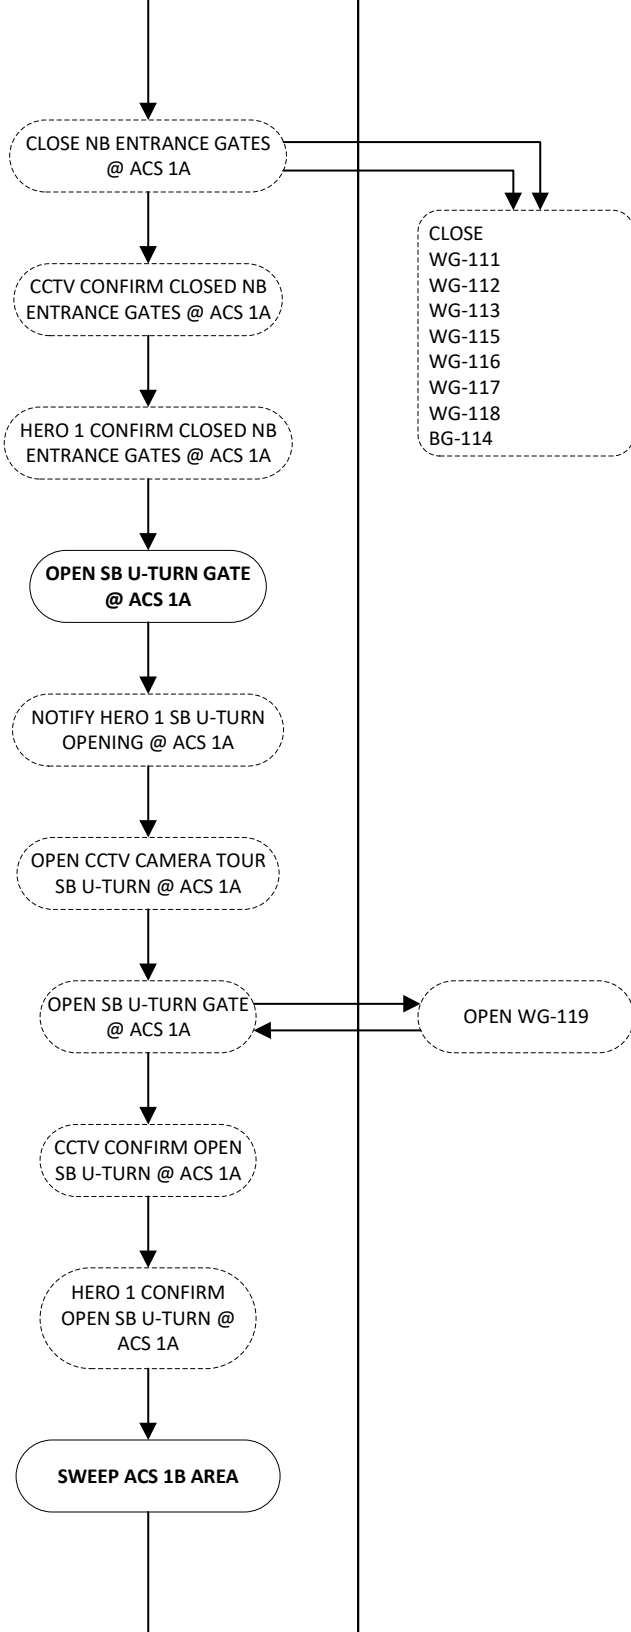 CLOSE NB ENTRANCE GATES
@ ACS 1A
CLOSE
WG-111
WG-112
WG-113
WG-115
WG-116
WG-117
WG-118
BG-114
CCTV CONFIRM CLOSED NB
ENTRANCE GATES @ ACS 1A
HERO 1 CONFIRM CLOSED NB
ENTRANCE GATES @ ACS 1A
OPEN SB U-TURN GATE
@ ACS 1A
NOTIFY HERO 1 SB U-TURN
OPENING @ ACS 1A
OPEN CCTV CAMERA TOUR
SB U-TURN @ ACS 1A
OPEN SB U-TURN GATE
@ ACS 1A
OPEN WG-119
CCTV CONFIRM OPEN
SB U-TURN @ ACS 1A
HERO 1 CONFIRM
OPEN SB U-TURN @
ACS 1A
SWEEP ACS 1B AREA